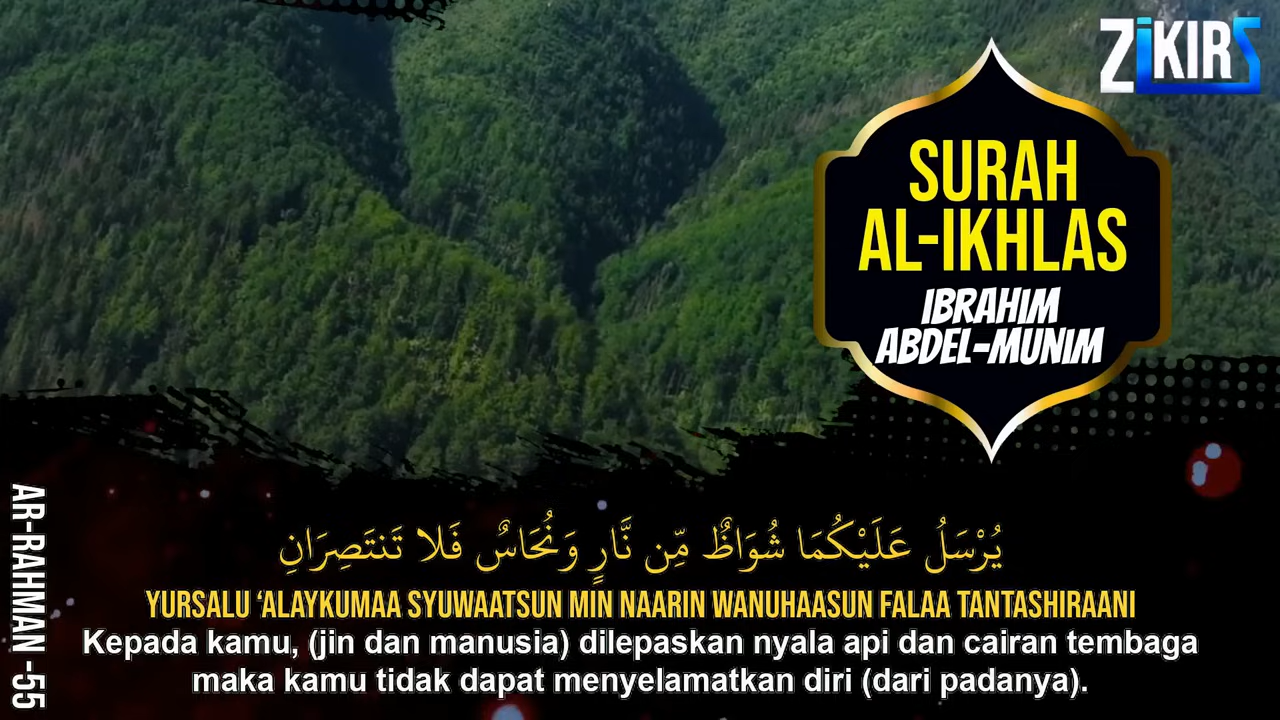 ZiKIRS
SURAH
AL-IKHLAS
IBRAHIM
ABDEL-MUNIM
AR-RAHMAN -55
يُرْسَلُ عَلَيْكُمَا شُوَاظٌ مِّن نَّارٍ وَنُحَاسٌ فَلا تَنتَصِرَانِ
YURSALU ‘ALAYKUMAA SYUWAATSUN MIN NAARIN WANUHAASUN FALAA TANTASHIRAANI
Kepada kamu, (jin dan manusia) dilepaskan nyala api dan cairan tembaga
maka kamu tidak dapat menyelamatkan diri (dari padanya).